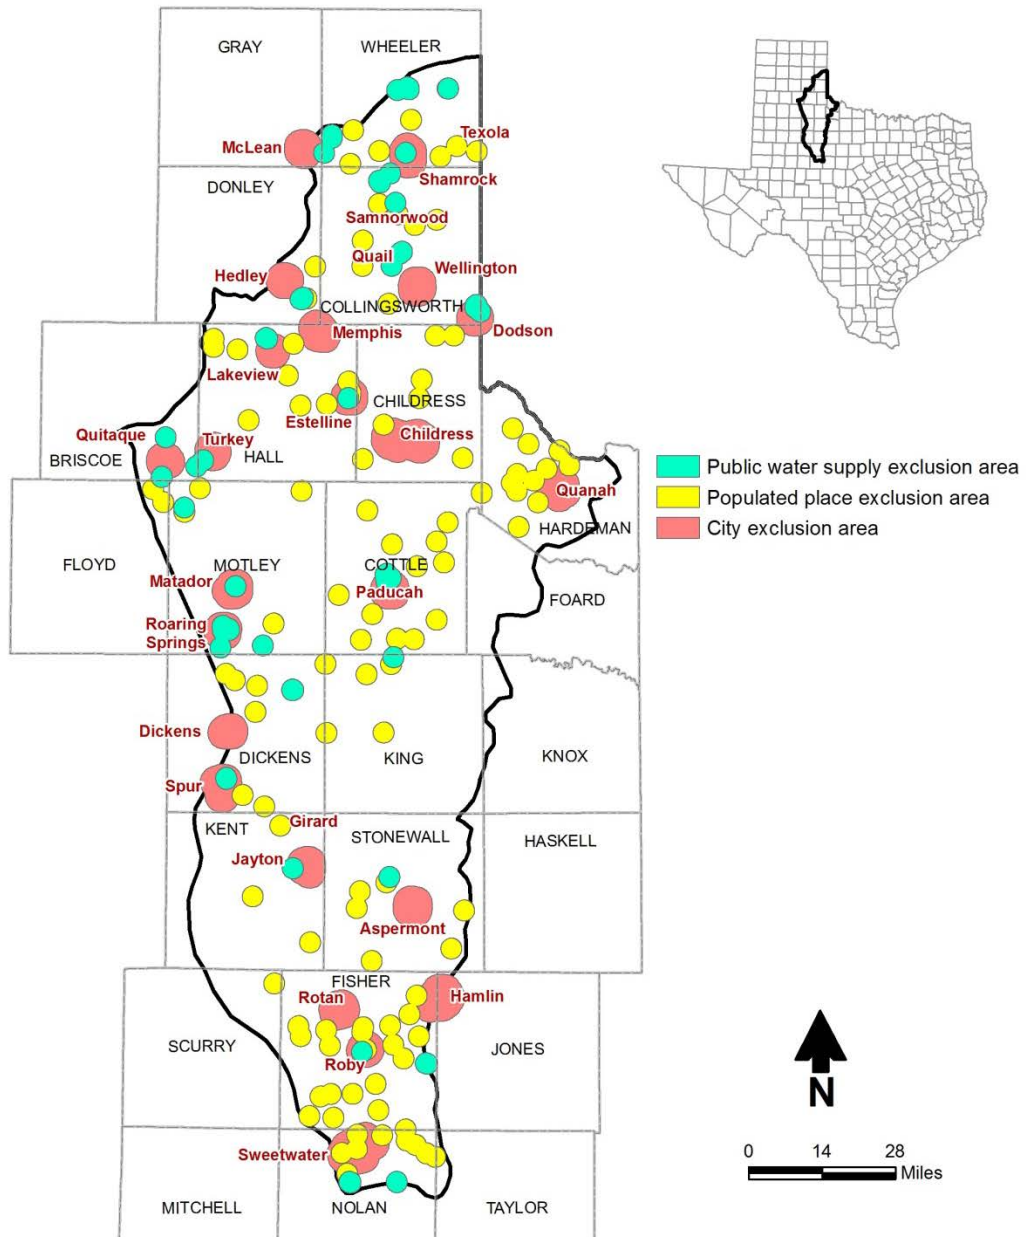 GRAY
WHEELER
McLean
Texola
Shamrock
DONLEY
Samnorwood
Quail
Hedley
Wellington
COLLINGSWORTH
Memphis
Dodson
Lakeview
CHILDRESS
Estelline
Quitaque
Turkey
Childress
BRISCOE
HALL
Public water supply exclusion area
Populated place exclusion area
City exclusion area
Quanah
HARDEMAN
FLOYD
MOTLEY
COTTLE
Matador
Paducah
FOARD
Roaring
Springs
Dickens
DICKENS
KING
KNOX
Spur
Girard
KENT
STONEWALL
HASKELL
Jayton
Aspermont
FISHER
Rotan
Hamlin
SCURRY
JONES
Roby
N
Sweetwater
0 14 28
Miles
MITCHELL
NOLAN
TAYLOR